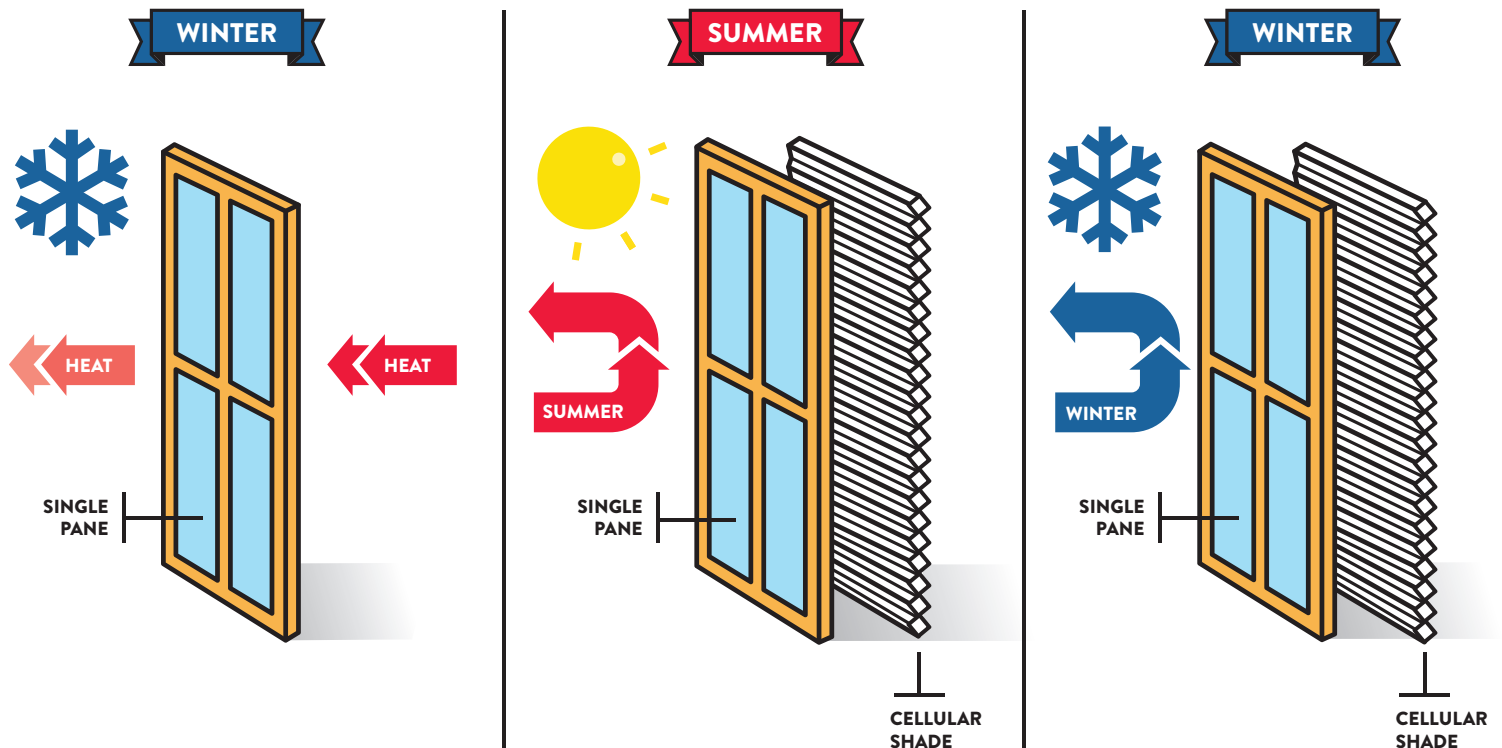 WINTER
HEAT
HEAT
SINGLE
PANE
SUMMER
SUMMER
SINGLE
PANE
CELLULAR
SHADE
WINTER
WINTER
SINGLE
PANE
CELLULAR
SHADE